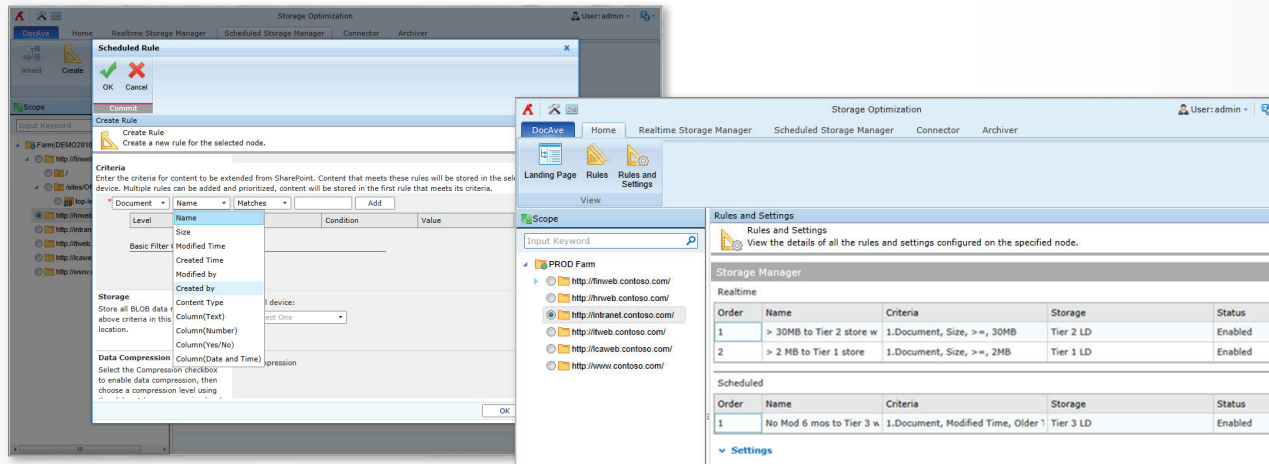 Storage Optimization
User: admin
DocAve Home Realtime Storage Manager Scheduled Storage Manager Connector Archiver
Inherit Create
Scheduled Rule x
OK Cancel
Commit
Scope
Input Keyword
Create Rule
Create Rule
Create a new rule for the selected node.
Farm(DEMO2010
http://finweb
/
/sites/Of
top-le
http://hrweb
http://intran
http://itweb.
http://lcawe
http://www.
Criteria
Enter the criteria for content to be extended from SharePoint. Content that meets these rules will be stored in the sel
device. Multiple rules can be added and prioritized, content will be stored in the first rule that meets its criteria.
* Document Name Matches Add
Level Condition Value
Basic Filter
Name
Size
Modified Time
Created Time
Modified by
Created by
Content Type
Column(Text)
Column(Number)
Column(Yes/No)
Column(Date and Time)
Storage
Store all BLOB data
above criteria in this
location.
device:
ect One
Data Compression
Select the Compression checkbox
to enable data compression, then
choose a compression level using
pression
OK
Storage Optimization
User: admin
DocAve Home Realtime Storage Manager Scheduled Storage Manager Connector Archiver
Landing Page Rules Rules and
Settings
View
Scope
Input Keyword
PROD Farm
http://finweb.contoso.com/
http://hrweb.contoso.com/
http://intranet.contoso.com/
http://itweb.contoso.com/
http://lcaweb.contoso.com/
http://www.contoso.com/
Rules and Settings
Rules and Settings
View the details of all the rules and settings configured on the specified node.
Storage Manager
Realtime
Order Name Criteria Storage Status
1 > 30MB to Tier 2 store w 1.Document, Size, >=, 30MB Tier 2 LD Enabled
2 > 2 MB to Tier 1 store 1.Document, Size, >=, 2MB Tier 1 LD Enabled
Scheduled
Order Name Criteria Storage Status
1 No Mod 6 mos to Tier 3 w 1.Document, Modified Time, Older T Tier 3 LD Enabled
Settings